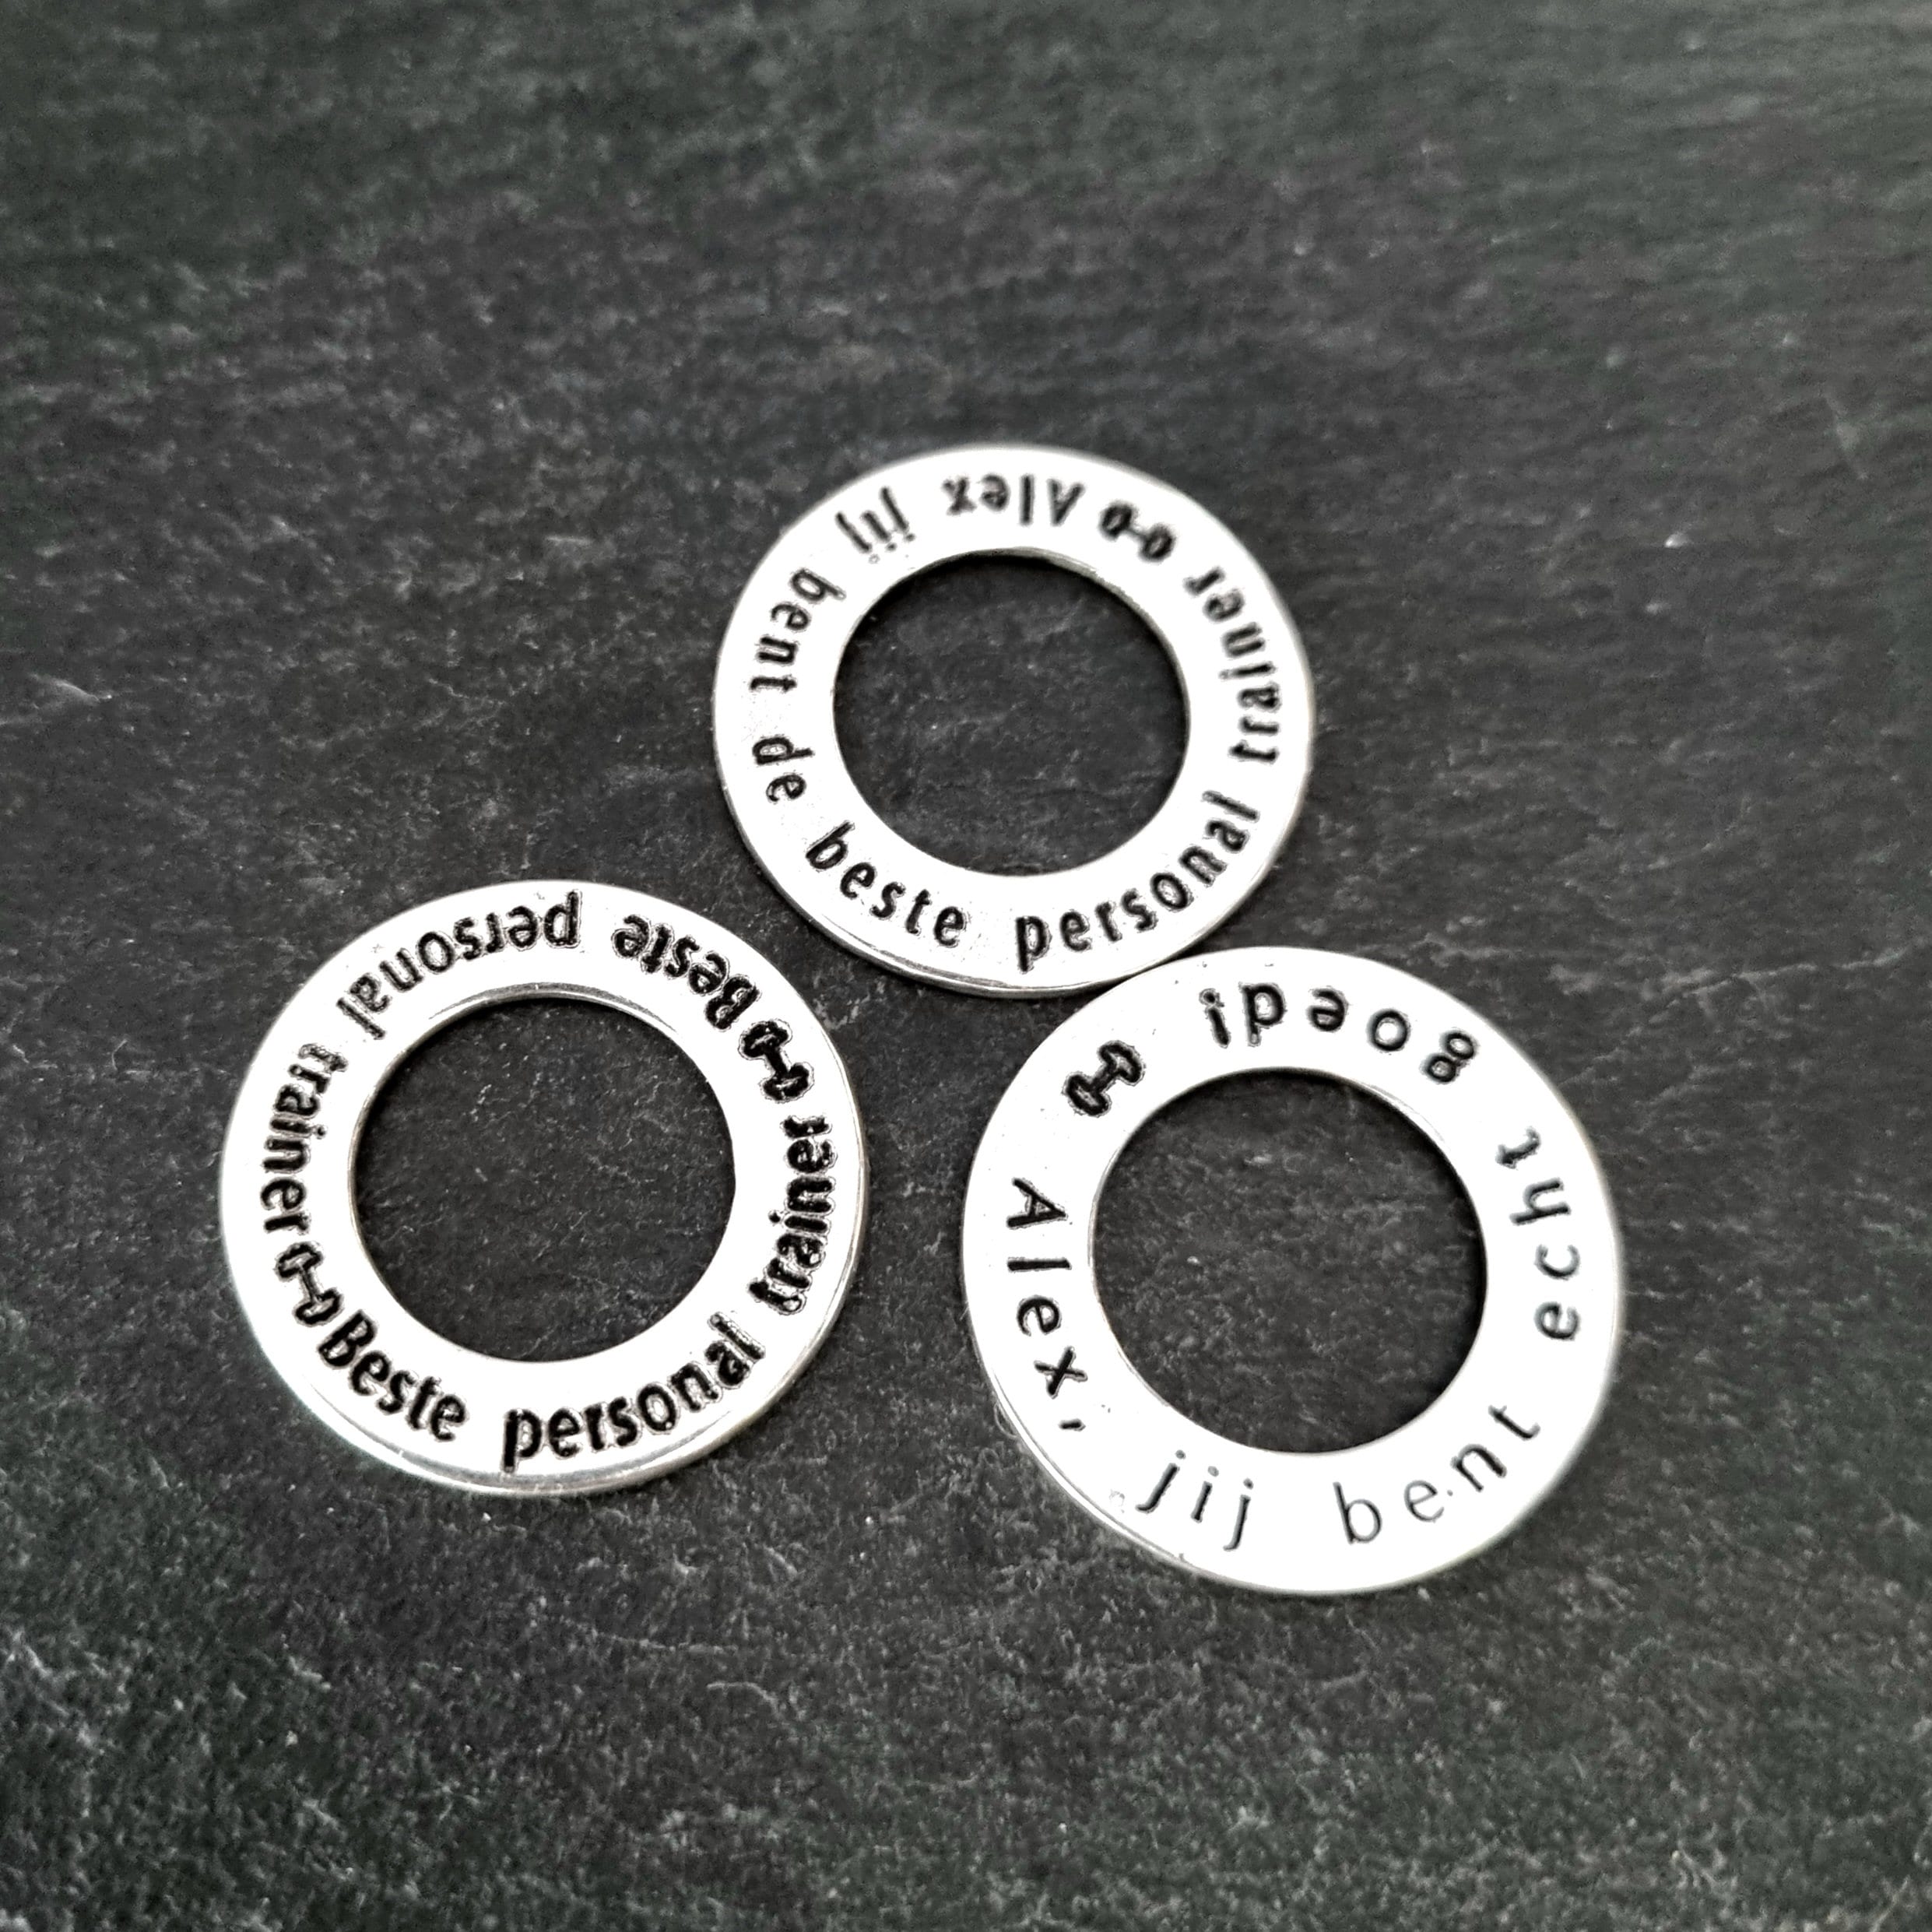 Alex jij bent de beste personal trainer
Beste personal trainer Beste personal trainer
Alex, jij bent echt goed¡